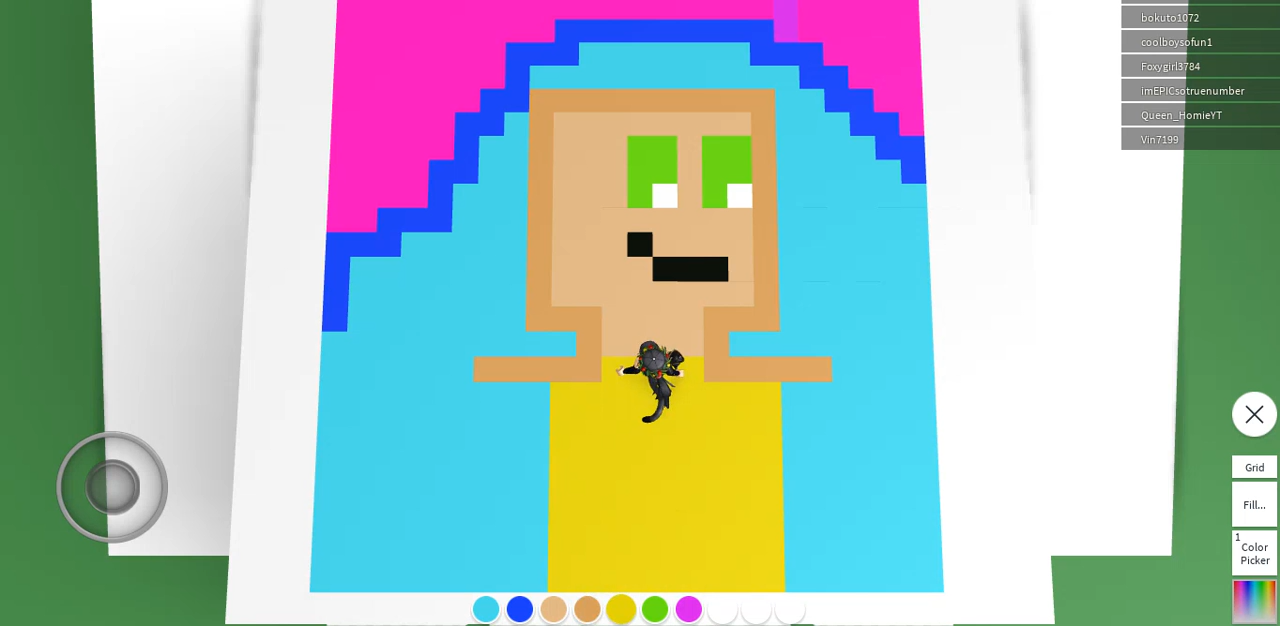 bokuto1072
coolboysofun1
Foxygirl3784
imEPICsotruenumber
Queen_HomieYT
Vin7199
Grid
Fill...
1
Color
Picker